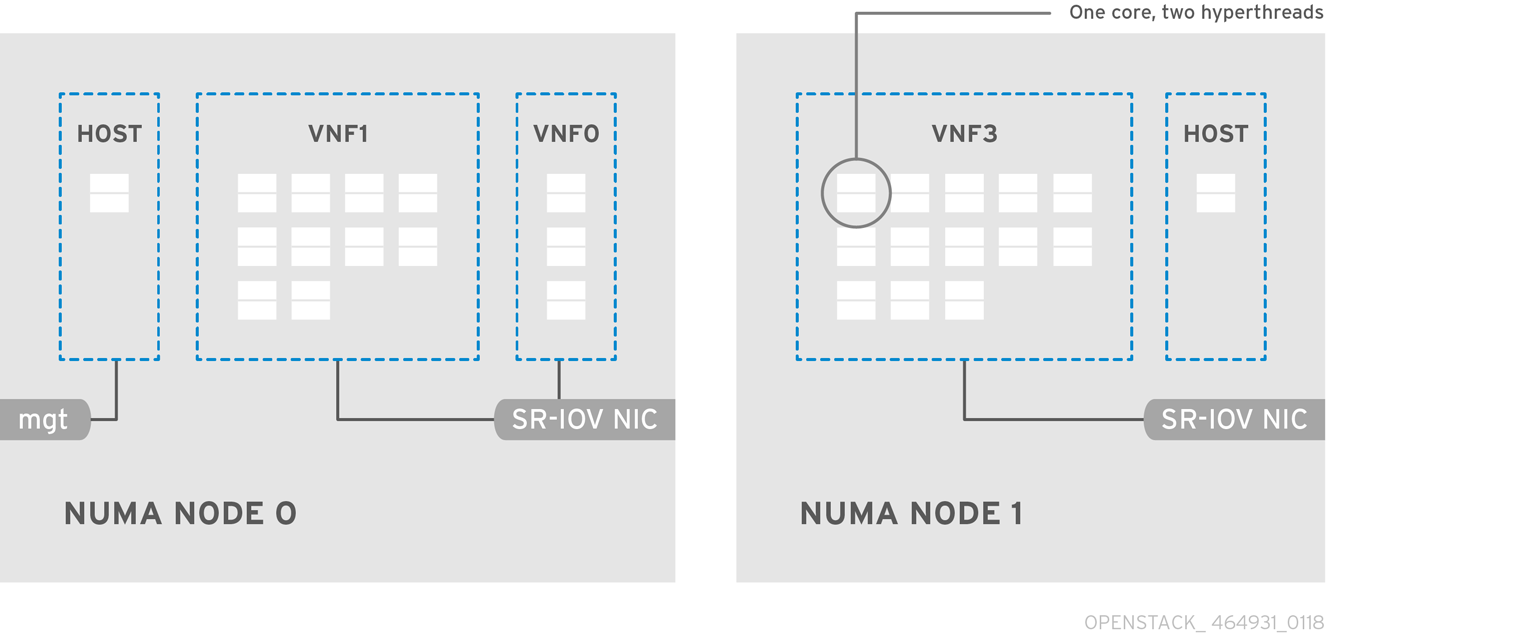 One core, two hyperthreads
HOST
VNF1
VNF0
VNF3
HOST
mgt
SR-IOV NIC
SR-IOV NIC
NUMA NODE 0
NUMA NODE 1
OPENSTACK_ 464931_0118